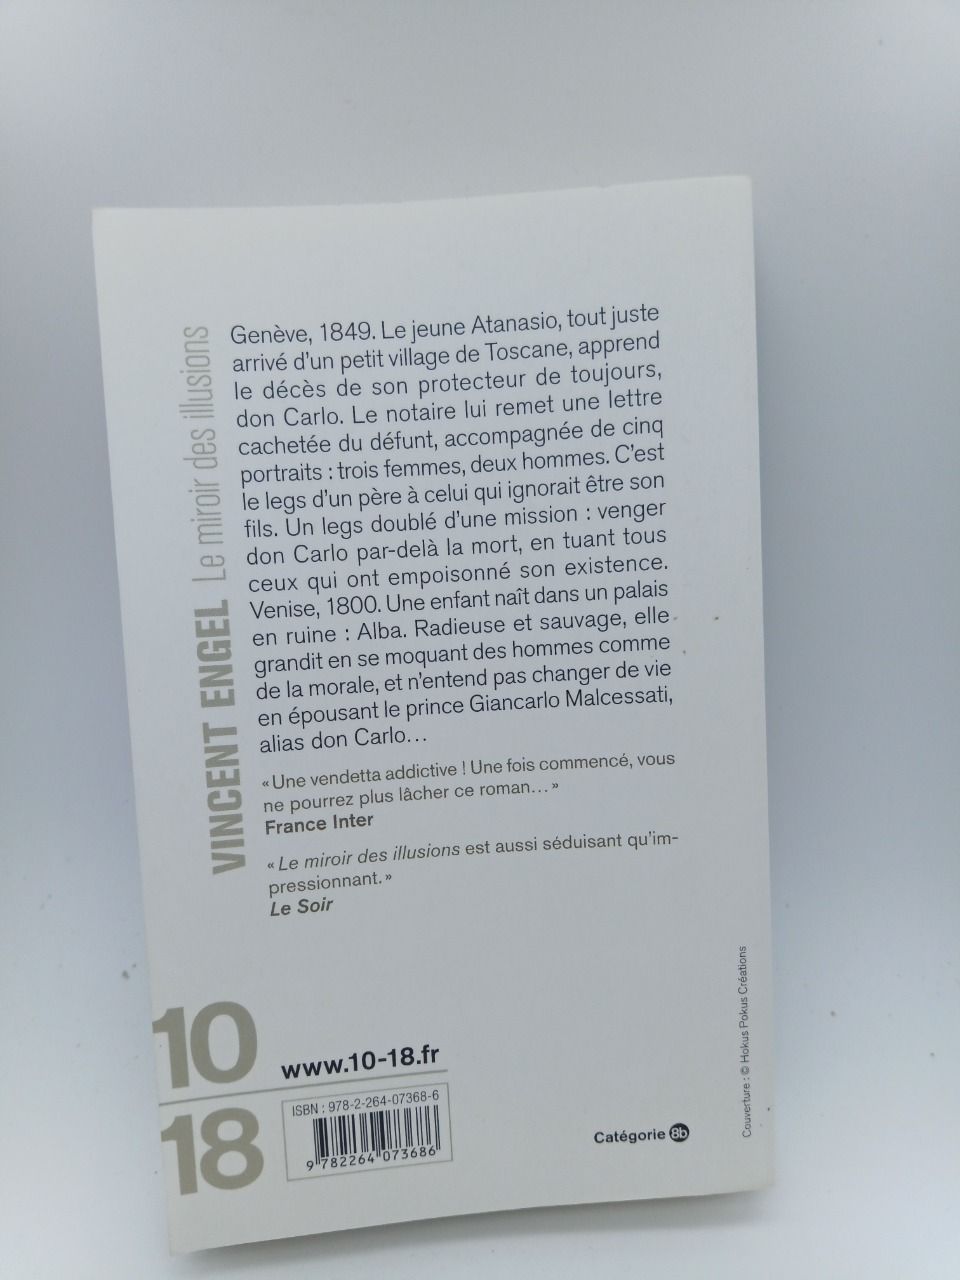 VINCENT ENGEL Le miroir des illusions
Genève, 1849. Le jeune Atanasio, tout juste
arrivé d'un petit village de Toscane, apprend
le décès de son protecteur de toujours,
don Carlo. Le notaire lui remet une lettre
cachetée du défunt, accompagnée de cinq
portraits : trois femmes, deux hommes. C'est
le legs d'un père à celui qui ignorait être son
fils. Un legs doublé d'une mission : venger
don Carlo par-delà la mort, en tuant tous
ceux qui ont empoisonné son existence.
Venise, 1800. Une enfant naît dans un palais
en ruine : Alba. Radieuse et sauvage, elle
grandit en se moquant des hommes comme
de la morale, et n'entend pas changer de vie
en épousant le prince Giancarlo Malcessati,
alias don Carlo...
« Une vendetta addictive ! Une fois commencé, vous
ne pourrez plus lâcher ce roman... »
France Inter
« Le miroir des illusions est aussi séduisant qu'im-
pressionnant. »
Le Soir
10
18
www.10-18.fr
ISBN : 978-2-264-07368-6
9 782264 073686
Catégorie 8b
Couverture : © Hokus Pokus Créations